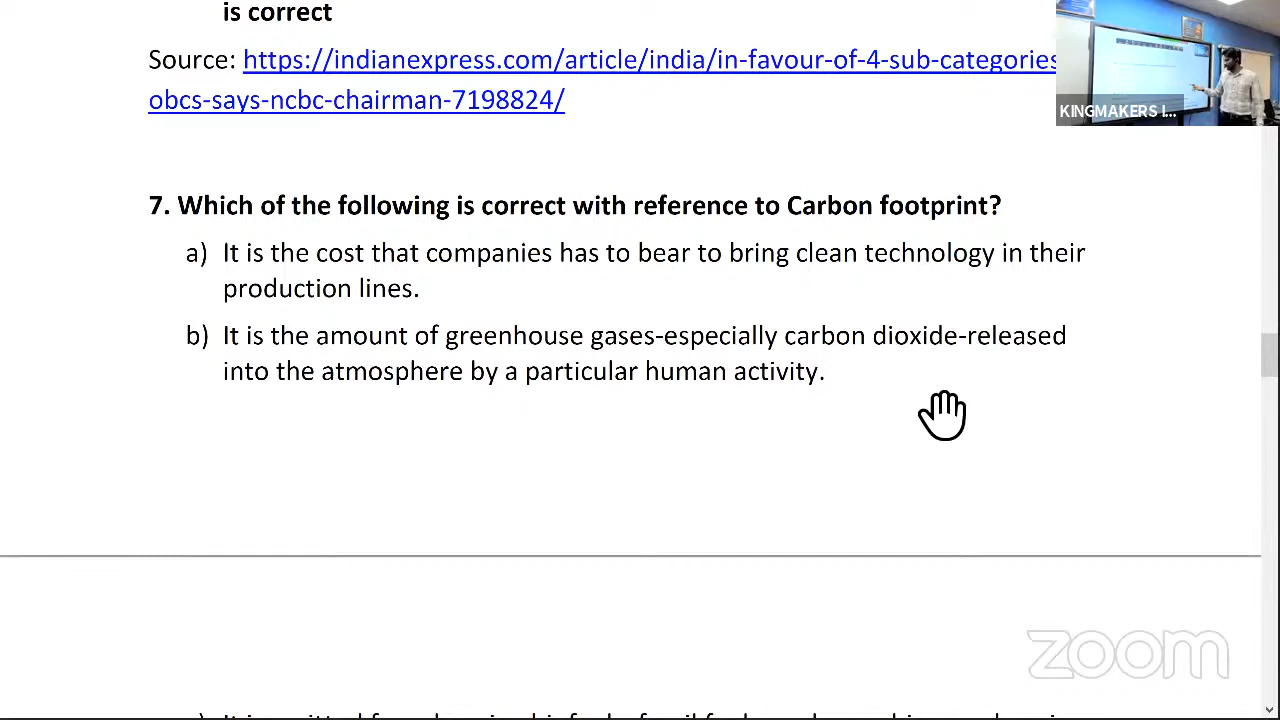 is correct
Source: https://indianexpress.com/article/india/in-favour-of-4-sub-categories
obcs-says-ncbc-chairman-7198824/
KINGMAKERS I...
7. Which of the following is correct with reference to Carbon footprint?
a) It is the cost that companies has to bear to bring clean technology in their
production lines.
b) It is the amount of greenhouse gases-especially carbon dioxide-released
into the atmosphere by a particular human activity.
zoom